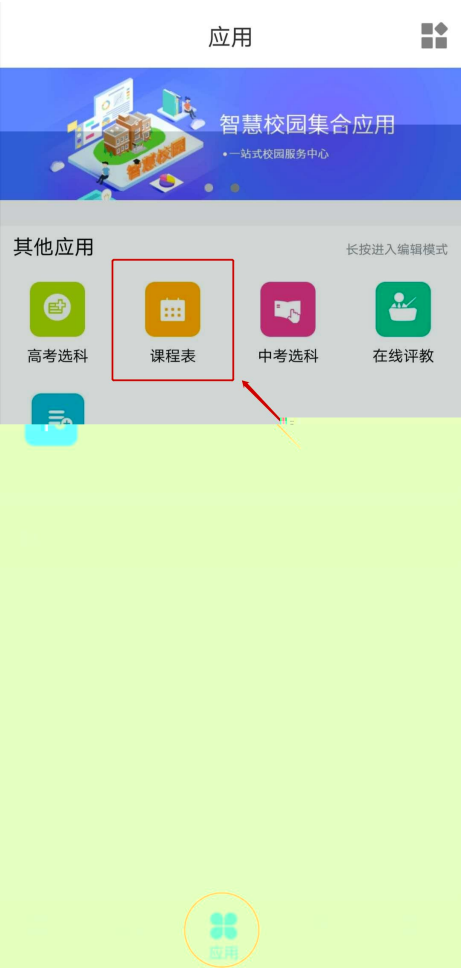 应用
智慧校园集合应用
•一站式校园服务中心
智慧校园
其他应用
长按进入编辑模式
高考选科
课程表
中考选科
在线评教
应用